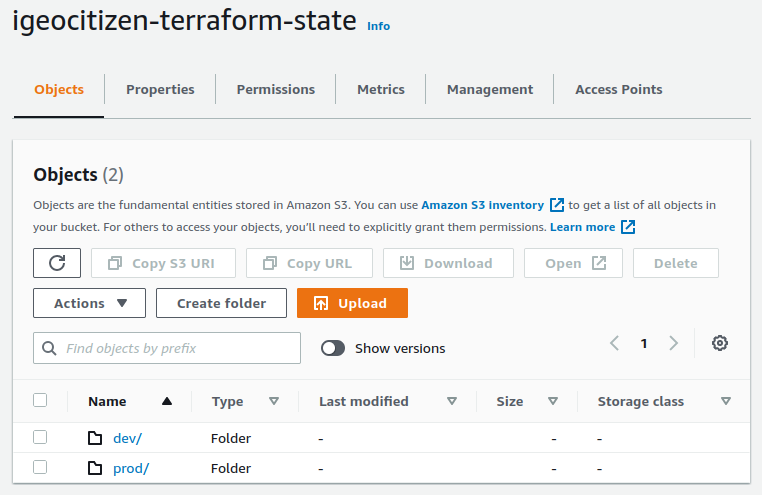 igeocitizen-terraform-state Info
Objects Properties Permissions Metrics Management Access Points
Objects (2)
Objects are the fundamental entities stored in Amazon S3. You can use Amazon S3 inventory to get a list of all objects in
your bucket. For others to access your objects, you'll need to explicitly grant them permissions. Learn more
Copy S3 URI Copy URL Download Open Delete
Actions Create folder Upload
Find objects by prefix Show versions 1
Name Type Last modified Size Storage class
dev/ Folder - - -
prod/ Folder - - -